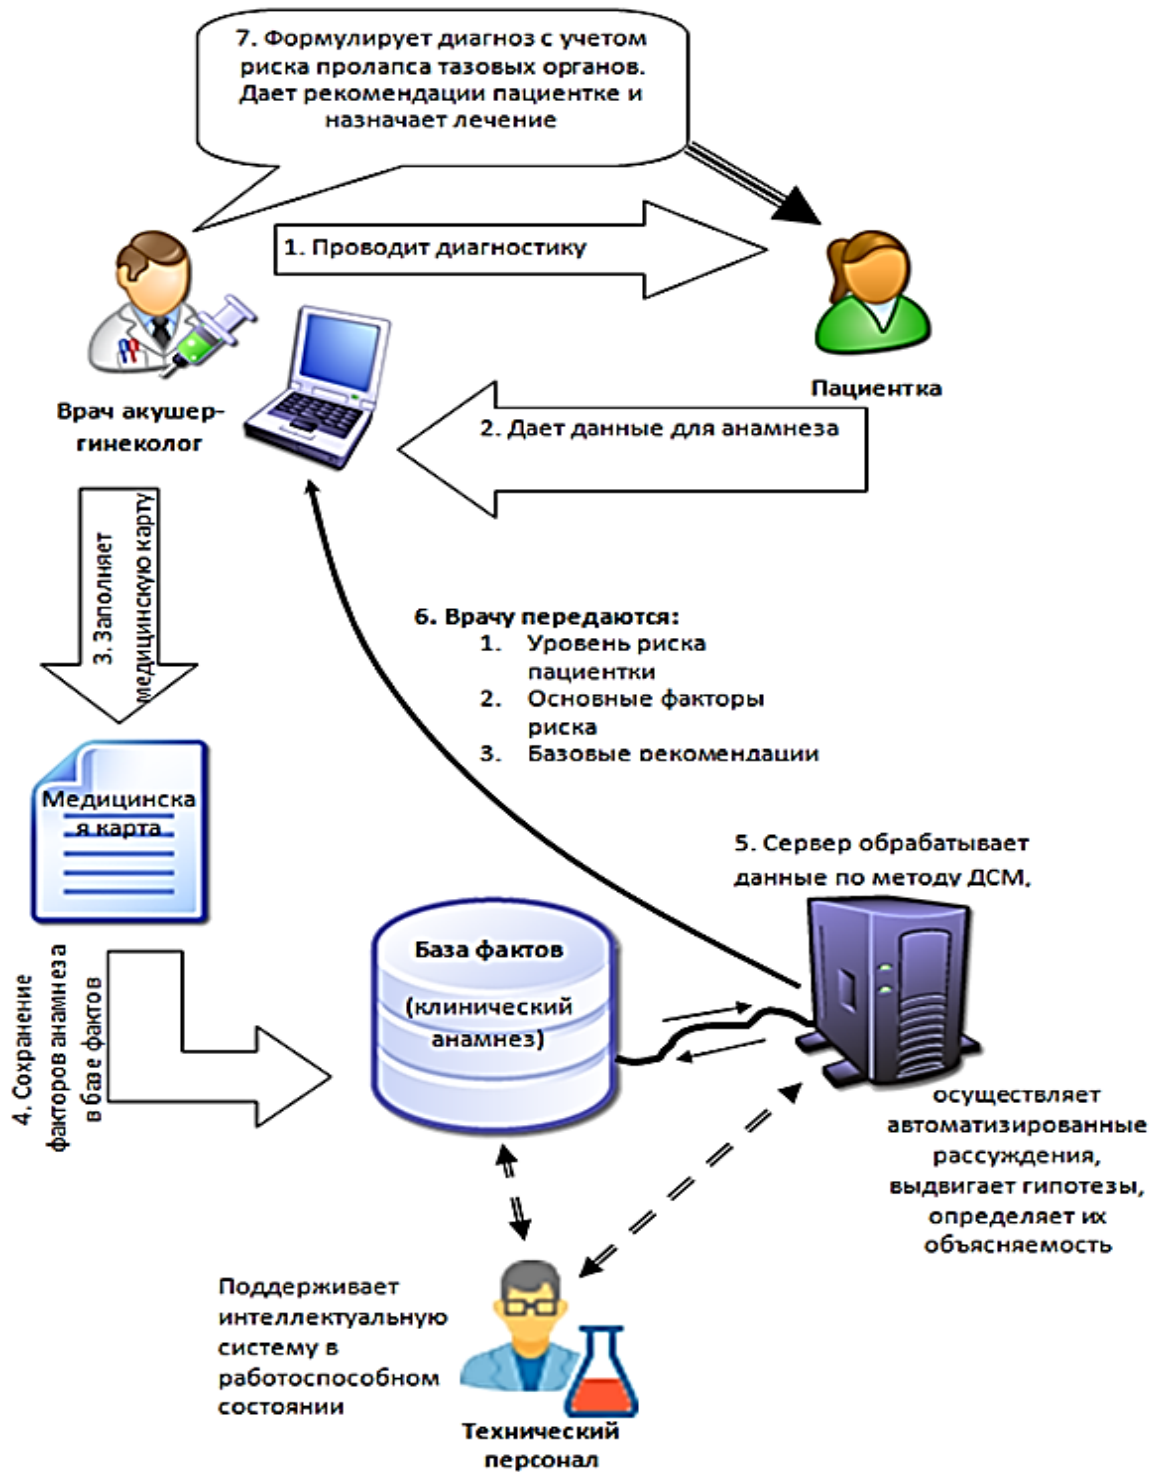 7. Формулирует диагноз с учетом
риска пролапса тазовых органов.
Дает рекомендации пациентке и
назначает лечение
1. Проводит диагностику
Пациентка
Врач акушер-
гинеколог
2. Дает данные для анамнеза
3. Заполняет
медицинскую карту
6. Врачу передаются:
1. Уровень риска
пациентки
2. Основные факторы
риска
3. Базовые рекомендации
Медицинска
я карта
4. Сохранение
факторов анамнеза
в базе фактов
База фактов
(клинический
анамнез)
5. Сервер обрабатывает
данные по методу ДСМ,
осуществляет
автоматизированные
рассуждения,
выдвигает гипотезы,
определяет их
объясняемость
Поддерживает
интеллектуальную
систему в
работоспособном
состоянии
Технический
персонал